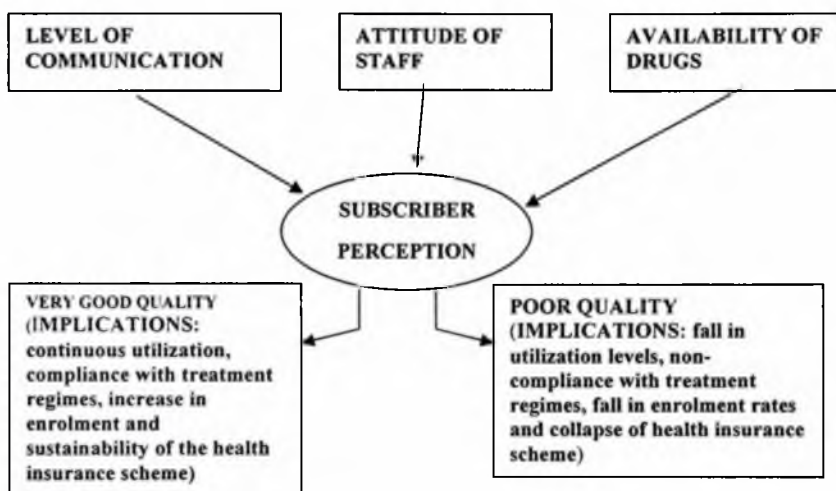 LEVEL OF
COMMUNICATION
ATTITUDE OF
STAFF
AVAILABILITY OF
DRUGS
SUBSCRIBER
PERCEPTION
VERY GOOD QUALITY
(IMPLICATIONS:
continuous utilization,
compliance with treatment
regimes, increase in
enrolment and
sustainability of the health
insurance scheme)
POOR QUALITY
(IMPLICATIONS: fall in
utilization levels, non-
compliance with treatment
regimes, fall in enrolment rates
and collapse of health insurance
scheme)